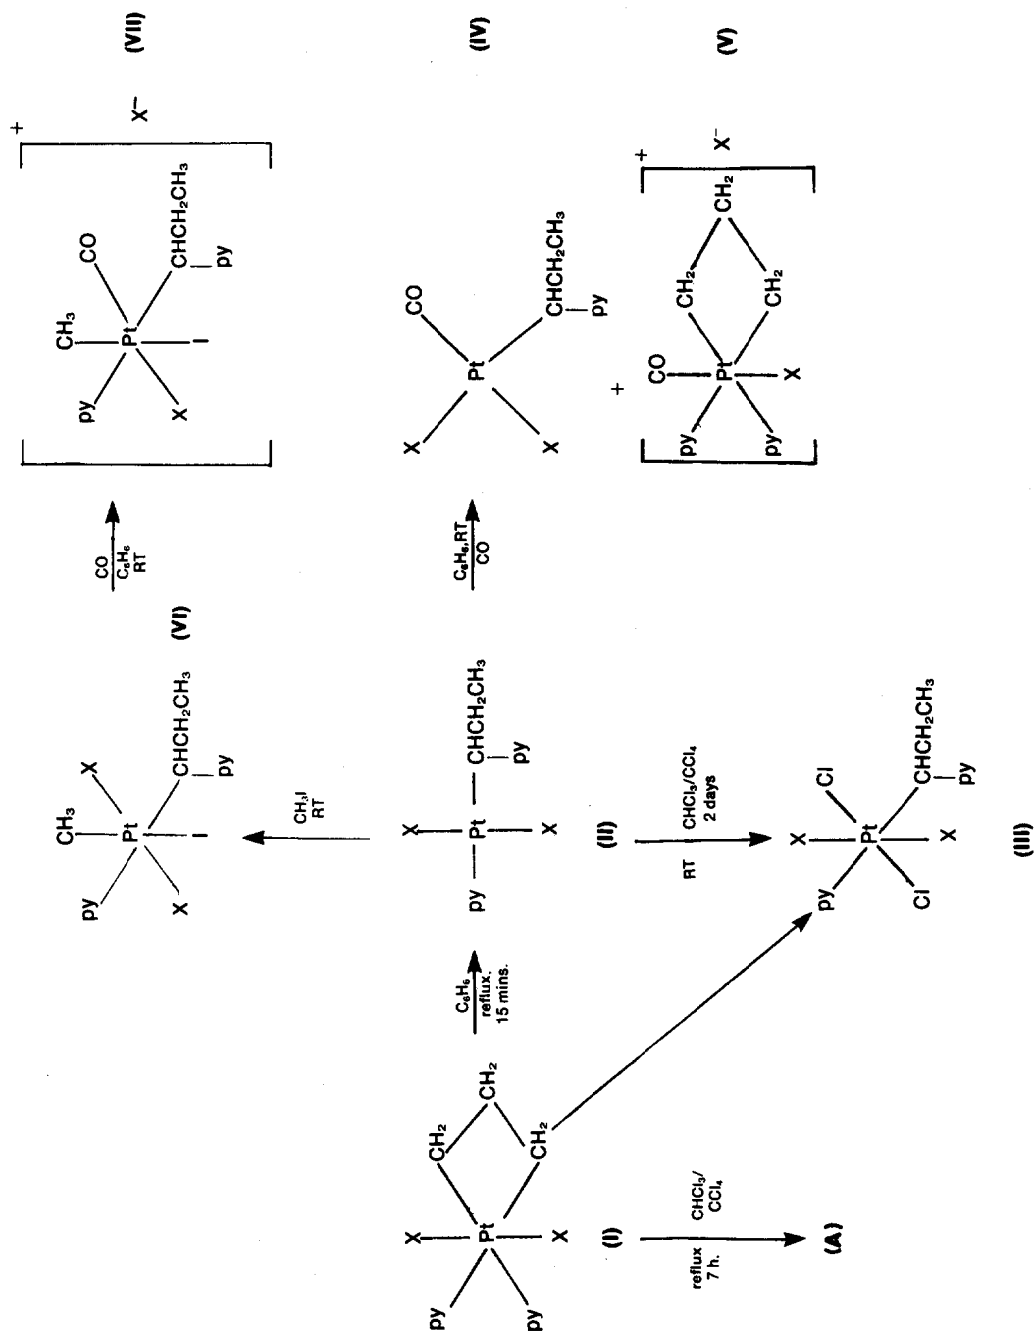 CH₃
py
X
Pt
X
CHCH₂CH₃
I
py
(VI)
CO
C₆H₆
RT
+
CH₃
py
CO
Pt
X
CHCH₂CH₃
I
py
X⁻
(VII)
CH₃I
RT
X
py
CH₂
Pt
CH₂
py
CH₂
X
(I)
C₆H₆
reflux.
15 mins.
X
py
Pt
CHCH₂CH₃
X
py
(II)
C₆H₆,RT
CO
X
CO
Pt
X
CHCH₂CH₃
py
(IV)
+
+
CO
py
CH₂
Pt
CH₂
X⁻
py
CH₂
X
(V)
reflux
7 h.
CHCl₃/
CCl₄
(A)
RT
CHCl₃/CCl₄
2 days
X
py
Cl
Pt
Cl
CHCH₂CH₃
X
py
(III)